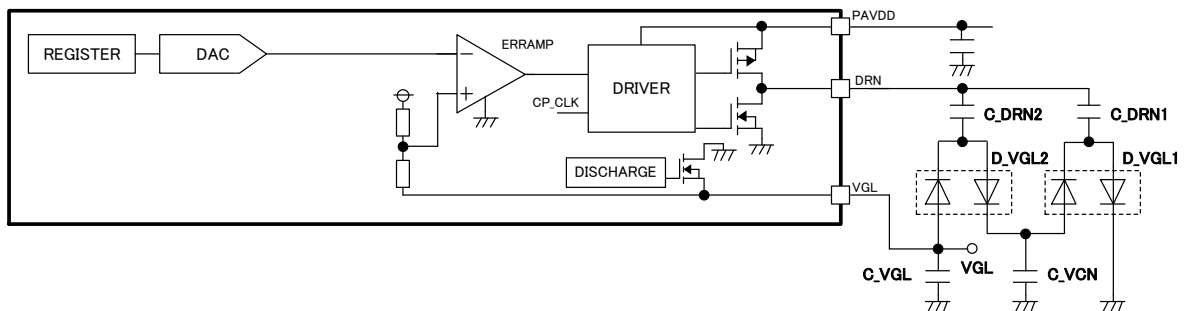 PAVDD
REGISTER
DAC
ERRAMP
−
+
DRIVER
CP_CLK
DRN
C_DRN2
C_DRN1
D_VGL2
D_VGL1
DISCHARGE
VGL
C_VGL
VGL
C_VCN